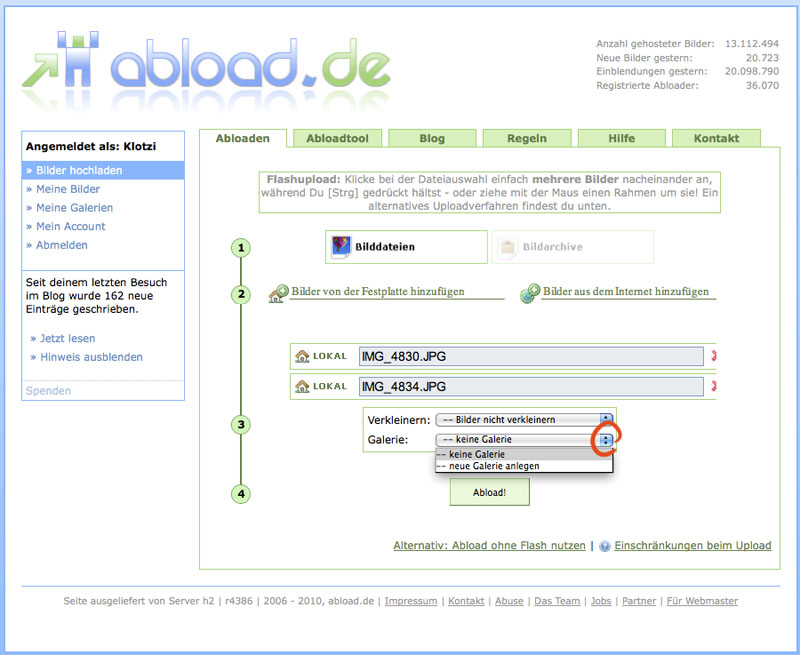 abload.de
Anzahl gehosteter Bilder: 13.112.494
Neue Bilder gestern: 20.723
Einblendungen gestern: 20.098.790
Registrierte Abloader: 36.070
Angemeldet als: Klotzi
» Bilder hochladen
» Meine Bilder
» Meine Galerien
» Mein Account
» Abmelden
Seit deinem letzten Besuch
im Blog wurde 162 neue
Einträge geschrieben.
» Jetzt lesen
» Hinweis ausblenden
Spenden
Abloaden Abloadtool Blog Regeln Hilfe Kontakt
Flashupload: Klicke bei der Dateiauswahl einfach mehrere Bilder nacheinander an,
während Du [Strg] gedrückt hältst - oder ziehe mit der Maus einen Rahmen um sie! Ein
alternatives Uploadverfahren findest du unten.
1 Bilddateien Bildarchive
2 Bilder von der Festplatte hinzufügen Bilder aus dem Internet hinzufügen
LOKAL IMG_4830.JPG
LOKAL IMG_4834.JPG
3 Verkleinern: -- Bilder nicht verkleinern
Galerie: -- keine Galerie
-- keine Galerie
-- neue Galerie anlegen
4 Abload!
Alternativ: Abload ohne Flash nutzen | Einschränkungen beim Upload
Seite ausgeliefert von Server h2 | r4386 | 2006 - 2010, abload.de | Impressum | Kontakt | Abuse | Das Team | Jobs | Partner | Für Webmaster